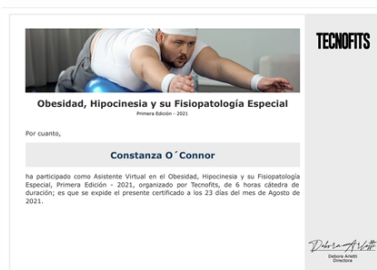 TECNOFITS
Obesidad, Hipocinesia y su Fisiopatología Especial
Primera Edición - 2021
Por cuanto,
Constanza O´Connor
ha participado como Asistente Virtual en el Obesidad, Hipocinesia y su Fisiopatología
Especial, Primera Edición - 2021, organizado por Tecnofits, de 6 horas cátedra de
duración; es que se expide el presente certificado a los 23 días del mes de Agosto de
2021.
Debora Arletti
Debora Arletti
Directora